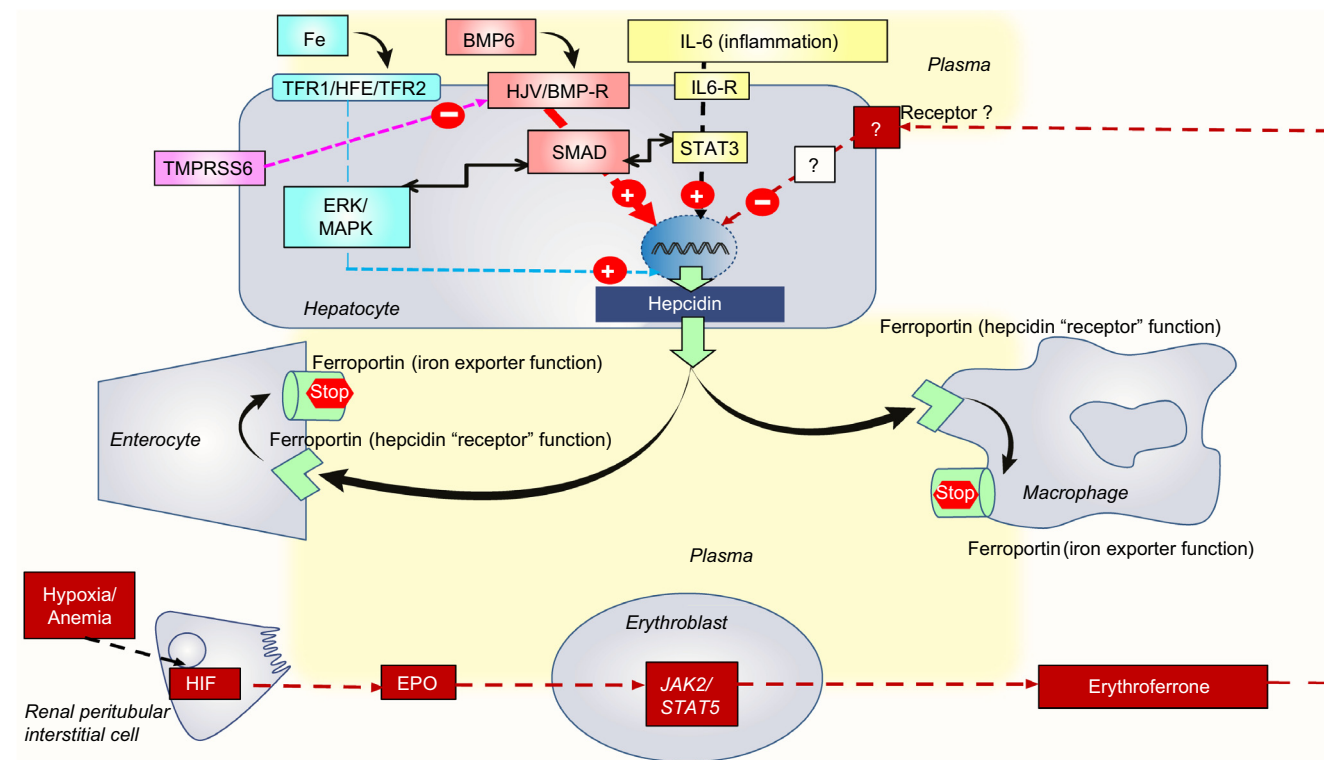 Fe
BMP6
IL-6 (inflammation)
Plasma
TFR1/HFE/TFR2
HJV/BMP-R
IL6-R
Receptor ?
?
TMPRSS6
SMAD
STAT3
?
ERK/
MAPK
Hepatocyte
Hepcidin
Ferroportin (hepcidin “receptor” function)
Ferroportin (iron exporter function)
Stop
Enterocyte
Ferroportin (hepcidin “receptor” function)
Stop
Macrophage
Ferroportin (iron exporter function)
Plasma
Hypoxia/
Anemia
Erythroblast
HIF
EPO
JAK2/
STAT5
Erythroferrone
Renal peritubular
interstitial cell